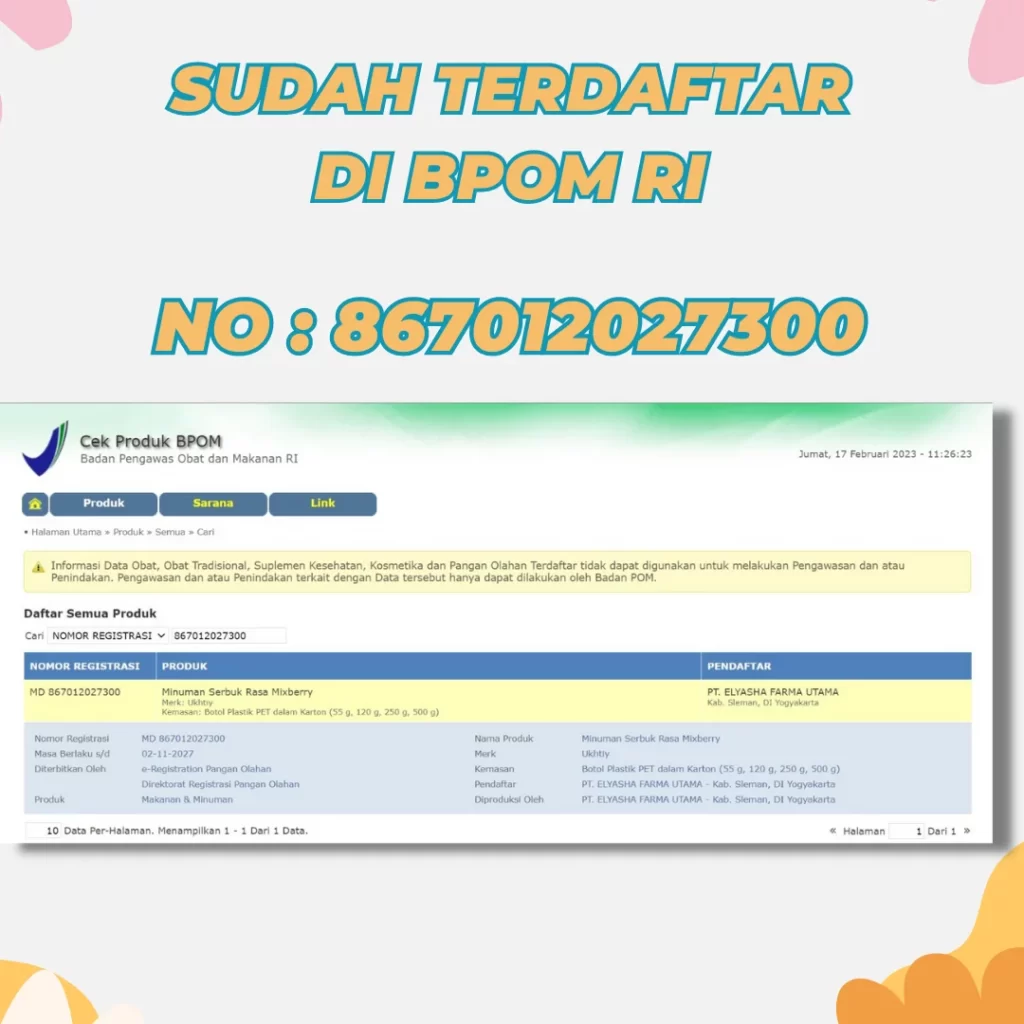 SUDAH TERDAFTAR
DI BPOM RI
NO : 867012027300
Cek Produk BPOM
Badan Pengawas Obat dan Makanan RI
Jumat, 17 Februari 2023 - 11:26:23
Produk Sarana Link
• Halaman Utama » Produk » Semua » Cari
Informasi Data Obat, Obat Tradisional, Suplemen Kesehatan, Kosmetika dan Pangan Olahan Terdaftar tidak dapat digunakan untuk melakukan Pengawasan dan atau
Penindakan. Pengawasan dan atau Penindakan terkait dengan Data tersebut hanya dapat dilakukan oleh Badan POM.
Daftar Semua Produk
Cari NOMOR REGISTRASI 867012027300
NOMOR REGISTRASI PRODUK PENDAFTAR
MD 867012027300 Minuman Serbuk Rasa Mixberry PT. ELYASHA FARMA UTAMA
Merk: Ukhtiy Kab. Sleman, DI Yogyakarta
Kemasan: Botol Plastik PET dalam Karton (55 g, 120 g, 250 g, 500 g)
Nomor Registrasi MD 867012027300 Nama Produk Minuman Serbuk Rasa Mixberry
Masa Berlaku s/d 02-11-2027 Merk Ukhtiy
Diterbitkan Oleh e-Registration Pangan Olahan Kemasan Botol Plastik PET dalam Karton (55 g, 120 g, 250 g, 500 g)
Direktorat Registrasi Pangan Olahan Pendaftar PT. ELYASHA FARMA UTAMA - Kab. Sleman, DI Yogyakarta
Produk Makanan & Minuman Diproduksi Oleh PT. ELYASHA FARMA UTAMA - Kab. Sleman, DI Yogyakarta
10 Data Per-Halaman. Menampilkan 1 - 1 Dari 1 Data. « Halaman 1 Dari 1 »